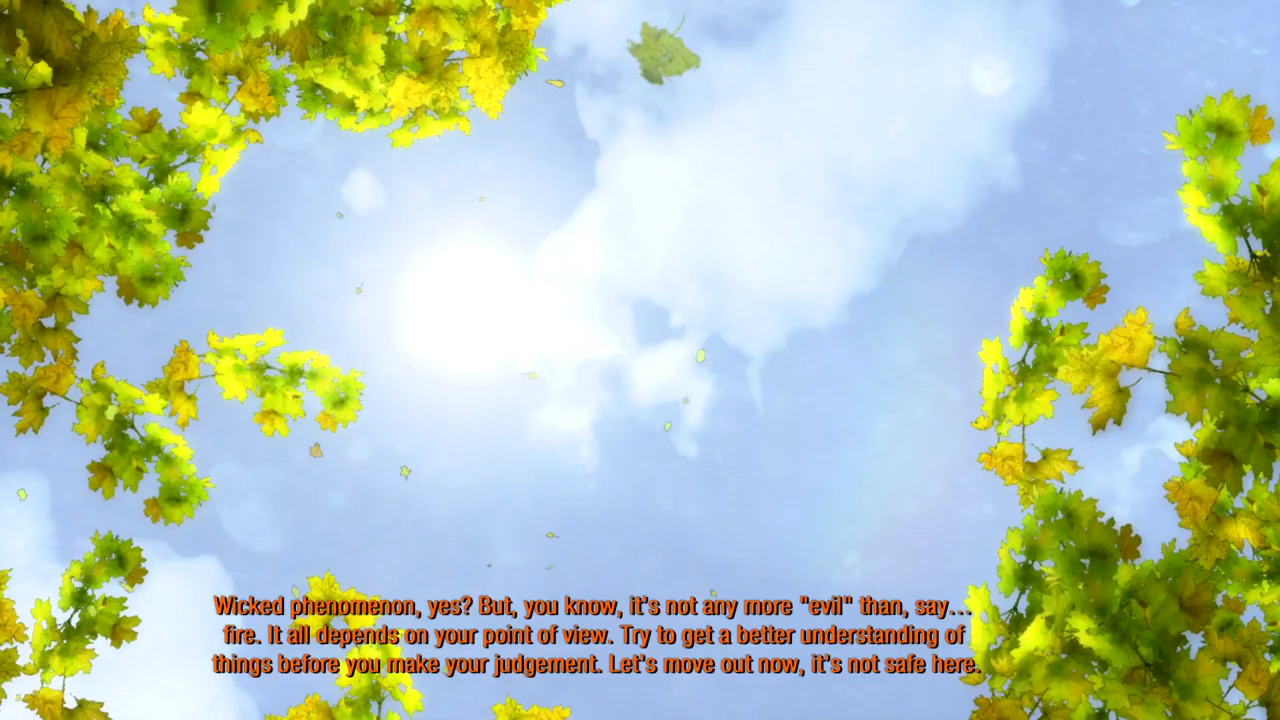 Wicked phenomenon, yes? But, you know, it's not any more "evil" than, say...
fire. It all depends on your point of view. Try to get a better understanding of
things before you make your judgement. Let's move out now, it's not safe here.